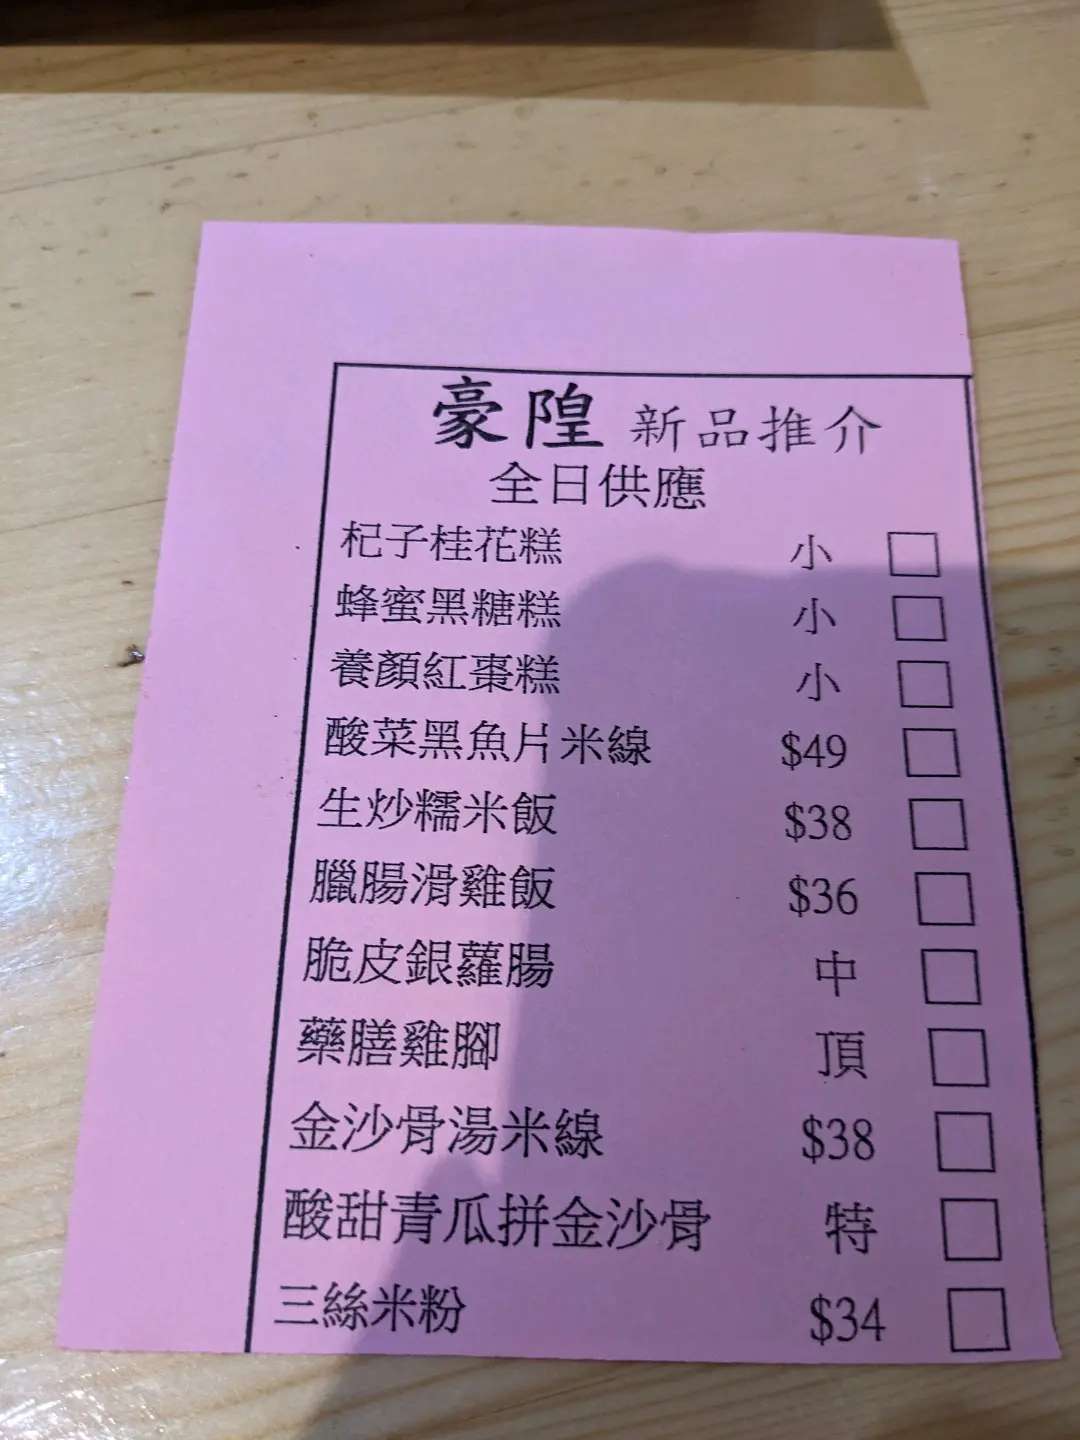 豪隍 新品推介
全日供應
杞子桂花糕 小 □
蜂蜜黑糖糕 小 □
養顏紅棗糕 小 □
酸菜黑魚片米線 $49 □
生炒糯米飯 $38 □
臘腸滑雞飯 $36 □
脆皮銀蘿腸 中 □
藥膳雞腳 頂 □
金沙骨湯米線 $38 □
酸甜青瓜拼金沙骨 特 □
三絲米粉 $34 □